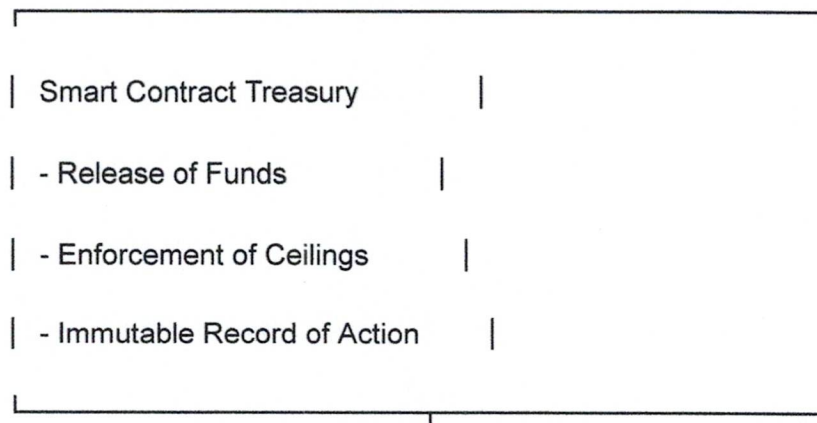 Smart Contract Treasury
- Release of Funds
- Enforcement of Ceilings
- Immutable Record of Action